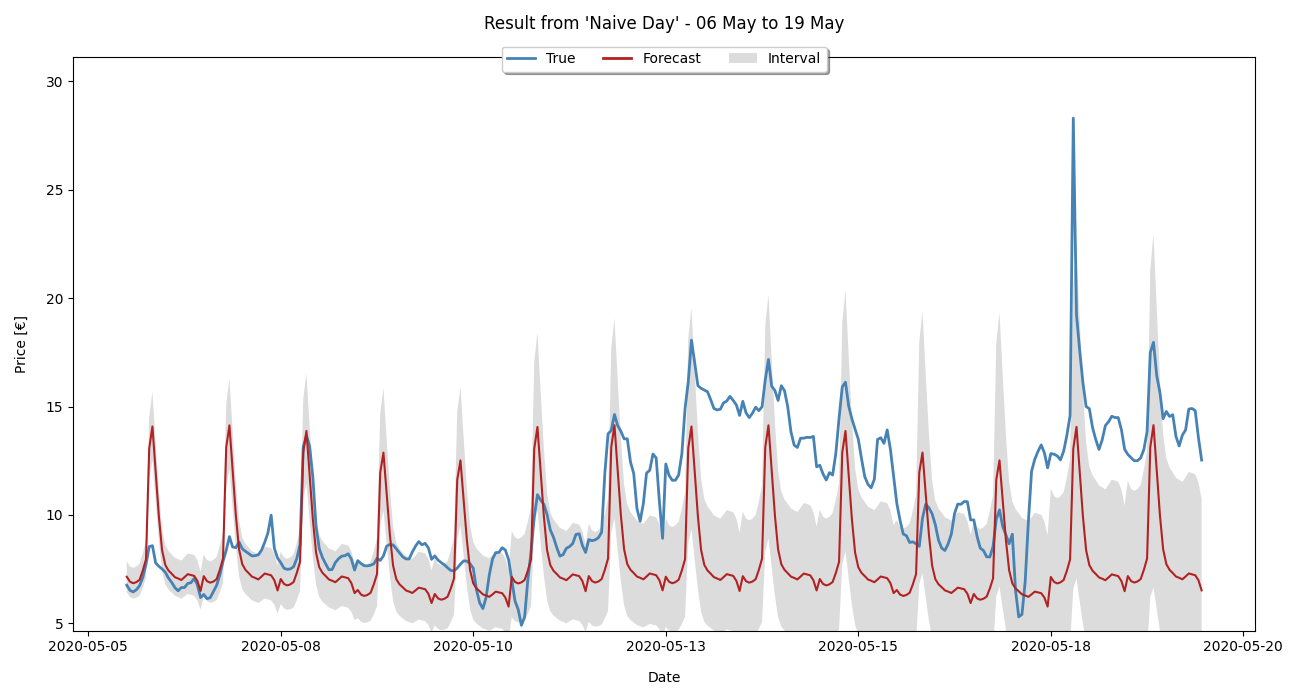 Result from 'Naive Day' - 06 May to 19 May
True Forecast Interval
30
25
20
15
10
5
Price [€]
2020-05-05 2020-05-08 2020-05-10 2020-05-13 2020-05-15 2020-05-18 2020-05-20
Date